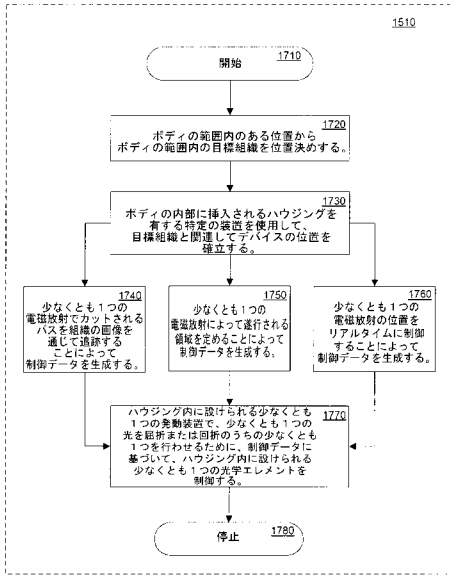 1510
1710
開始
1720
ボディの範囲内のある位置から
ボディの範囲内の目標組織を位置決めする。
1730
ボディの内部に挿入されるハウジングを
有する特定の装置を使用して、
目標組織と関連してデバイスの位置を
確立する。
1740
少なくとも1つの
電磁放射でカットされる
パスを組織の画像を
通じて追跡する
ことによって
制御データを生成する。
1750
少なくとも1つの
電磁放射によって遂行される
領域を定めることによって
制御データを生成する。
1760
少なくとも1つの
電磁放射の位置を
リアルタイムに制御
することによって
制御データを生成する。
1770
ハウジング内に設けられる少なくとも
1つの発動装置で、少なくとも1つの
光を屈折または回折のうちの少なくとも
1つを行わせるために、制御データに
基づいて、ハウジング内に設けられる
少なくとも1つの光学エレメントを
制御する。
1780
停止